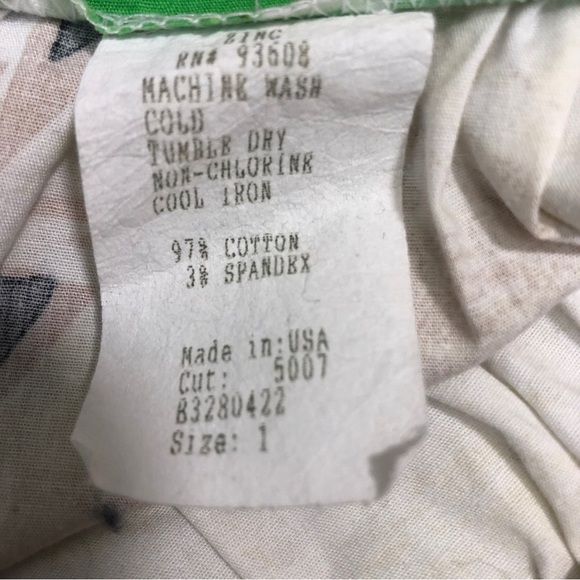 ZINC
RN# 93608
MACHINE WASH
COLD
TUMBLE DRY
NON-CHLORINE
COOL IRON
97% COTTON
3% SPANDEX
Made in:USA
Cut: 5007
B3280422
Size: 1